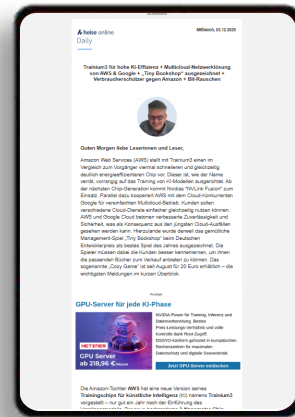 heise online
Daily
Mittwoch, 03.12.2025
Trainium3 für hohe KI-Effizienz + Multicloud-Netzwerklösung
von AWS & Google + „Tiny Bookshop“ ausgezeichnet +
Verbraucherschützer gegen Amazon + Bit-Rauschen
Guten Morgen liebe Leserinnen und Leser,
Amazon Web Services (AWS) stellt mit Trainium3 einen im
Vergleich zum Vorgänger viermal schnelleren und gleichzeitig
deutlich energieeffizienteren Chip vor. Dieser ist, wie der Name
verrät, vorrangig auf das Training von KI-Modellen ausgerichtet. Ab
der nächsten Chip-Generation kommt Nvidias "NVLink Fusion" zum
Einsatz. Parallel dazu kooperiert AWS mit dem Cloud-Konkurrenten
Google für vereinfachten Multicloud-Betrieb. Kunden sollen
verschiedene Cloud-Dienste einfacher gleichzeitig nutzen können.
AWS und Google Cloud betonen verbesserte Zuverlässigkeit und
Sicherheit, was als Konsequenz aus den jüngsten Cloud-Ausfällen
gesehen werden kann. Hierzulande wurde derweil das gemütliche
Management-Spiel „Tiny Bookshop“ beim Deutschen
Entwicklerpreis als bestes Spiel des Jahres ausgezeichnet. Die
Spieler müssen dabei die Kunden besser kennenlernen, um ihnen
die passenden Bücher zum Verkauf anbieten zu können. Das
sogenannte „Cozy Game“ ist seit August für 20 Euro erhältlich – die
wichtigsten Meldungen im kurzen Überblick.
Anzeige
GPU-Server für jede KI-Phase
HETZNER
GPU Server
ab 218,96 €
NVIDIA-Power für Training, Inferenz und
Datenvorbereitung. Bestes
Preis-Leistungs-Verhältnis und volle
Kontrolle dank Root-Zugriff.
DSGVO-konform gehostet in europäischen
Rechenzentren für maximalen
Datenschutz und digitale Souveränität
Jetzt GPU-Server entdecken
Die Amazon-Tochter AWS hat eine neue Version seines
Trainingschips für künstliche Intelligenz (KI) namens Trainium3
vorgestellt – nur gut ein Jahr nach der Einführung des